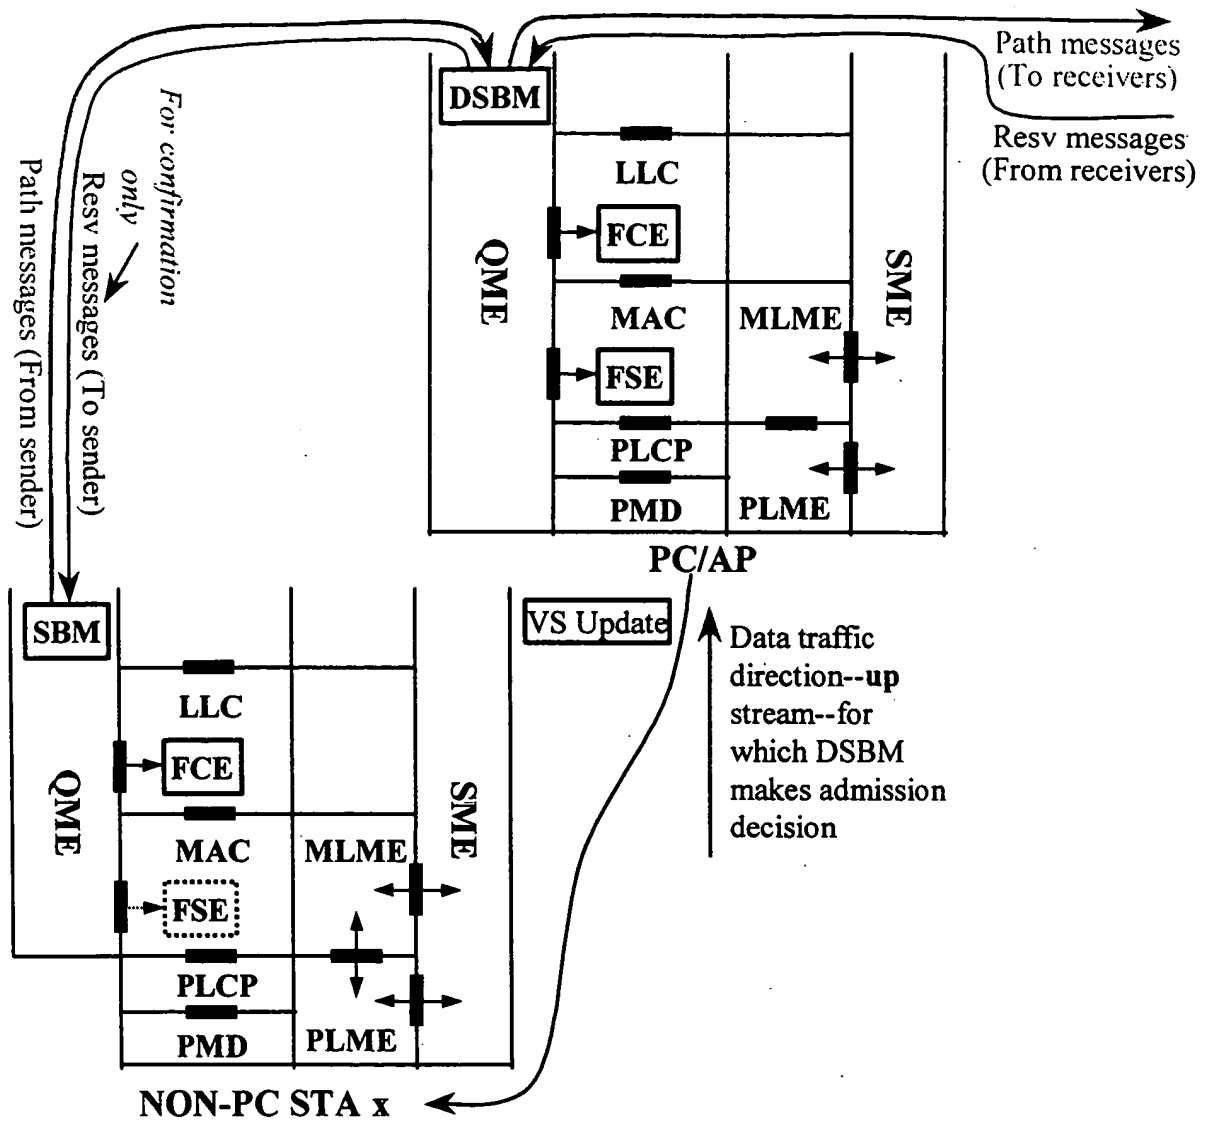 Path messages
(To receivers)
Resv messages
(From receivers)
DSBM
LLC
FCE
QME
SME
MAC
MLME
FSE
PLCP
PMD
PLME
PC/AP
For confirmation
only
Resv messages (To sender)
Path messages (From sender)
VS Update
Data traffic
direction--up
stream--for
which DSBM
makes admission
decision
SBM
LLC
FCE
QME
SME
MAC
MLME
FSE
PLCP
PMD
PLME
NON-PC STA x